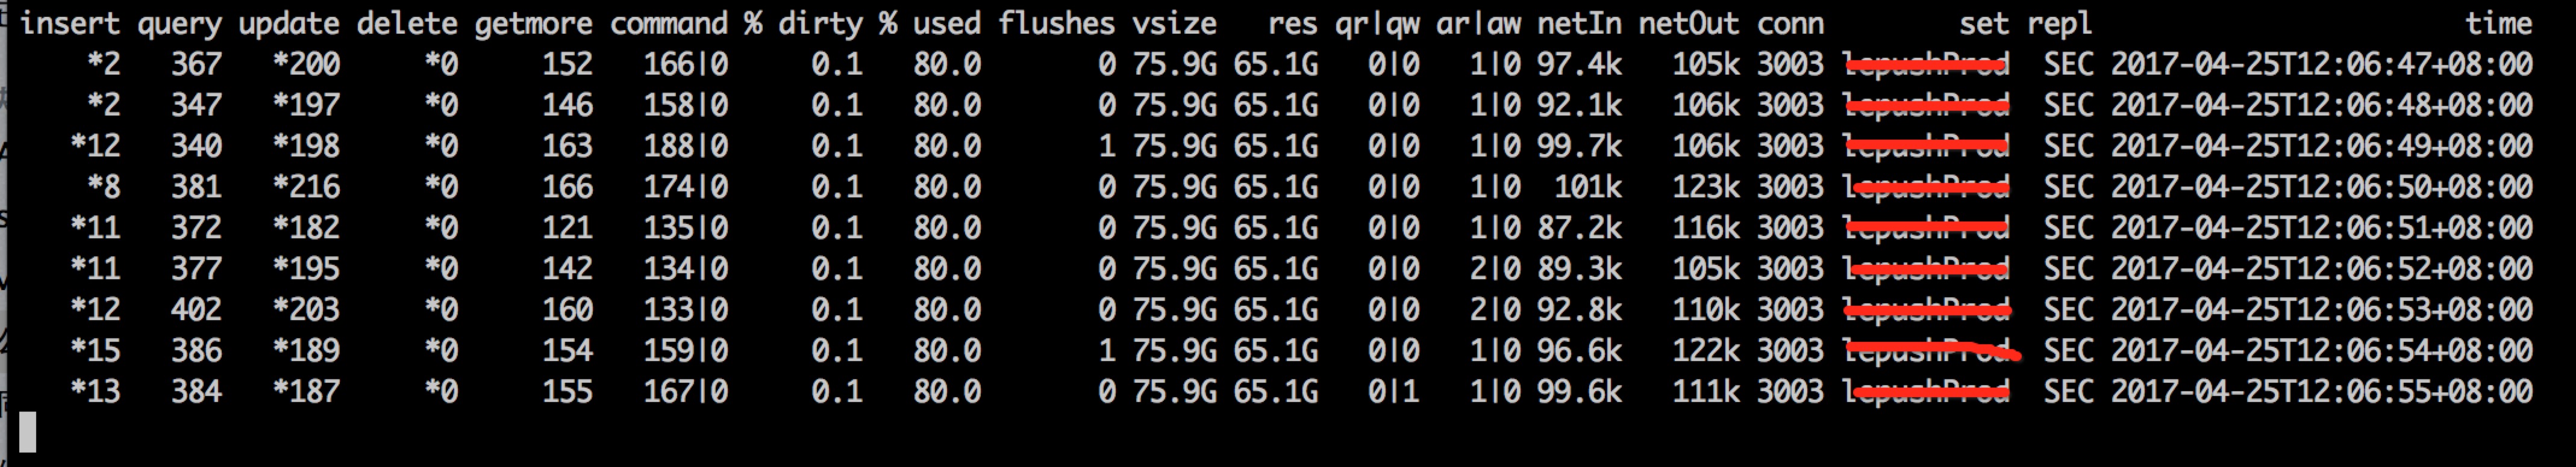 insert query update delete getmore command % dirty % used flushes vsize res qr|qw ar|aw netIn netOut conn set repl time
*2 367 *200 *0 152 166|0 0.1 80.0 0 75.9G 65.1G 0|0 1|0 97.4k 105k 3003 SEC 2017-04-25T12:06:47+08:00
*2 347 *197 *0 146 158|0 0.1 80.0 0 75.9G 65.1G 0|0 1|0 92.1k 106k 3003 SEC 2017-04-25T12:06:48+08:00
*12 340 *198 *0 163 188|0 0.1 80.0 1 75.9G 65.1G 0|0 1|0 99.7k 106k 3003 SEC 2017-04-25T12:06:49+08:00
*8 381 *216 *0 166 174|0 0.1 80.0 0 75.9G 65.1G 0|0 1|0 101k 123k 3003 SEC 2017-04-25T12:06:50+08:00
*11 372 *182 *0 121 135|0 0.1 80.0 0 75.9G 65.1G 0|0 1|0 87.2k 116k 3003 SEC 2017-04-25T12:06:51+08:00
*11 377 *195 *0 142 134|0 0.1 80.0 0 75.9G 65.1G 0|0 2|0 89.3k 105k 3003 SEC 2017-04-25T12:06:52+08:00
*12 402 *203 *0 160 133|0 0.1 80.0 0 75.9G 65.1G 0|0 2|0 92.8k 110k 3003 SEC 2017-04-25T12:06:53+08:00
*15 386 *189 *0 154 159|0 0.1 80.0 1 75.9G 65.1G 0|0 1|0 96.6k 122k 3003 SEC 2017-04-25T12:06:54+08:00
*13 384 *187 *0 155 167|0 0.1 80.0 0 75.9G 65.1G 0|1 1|0 99.6k 111k 3003 SEC 2017-04-25T12:06:55+08:00